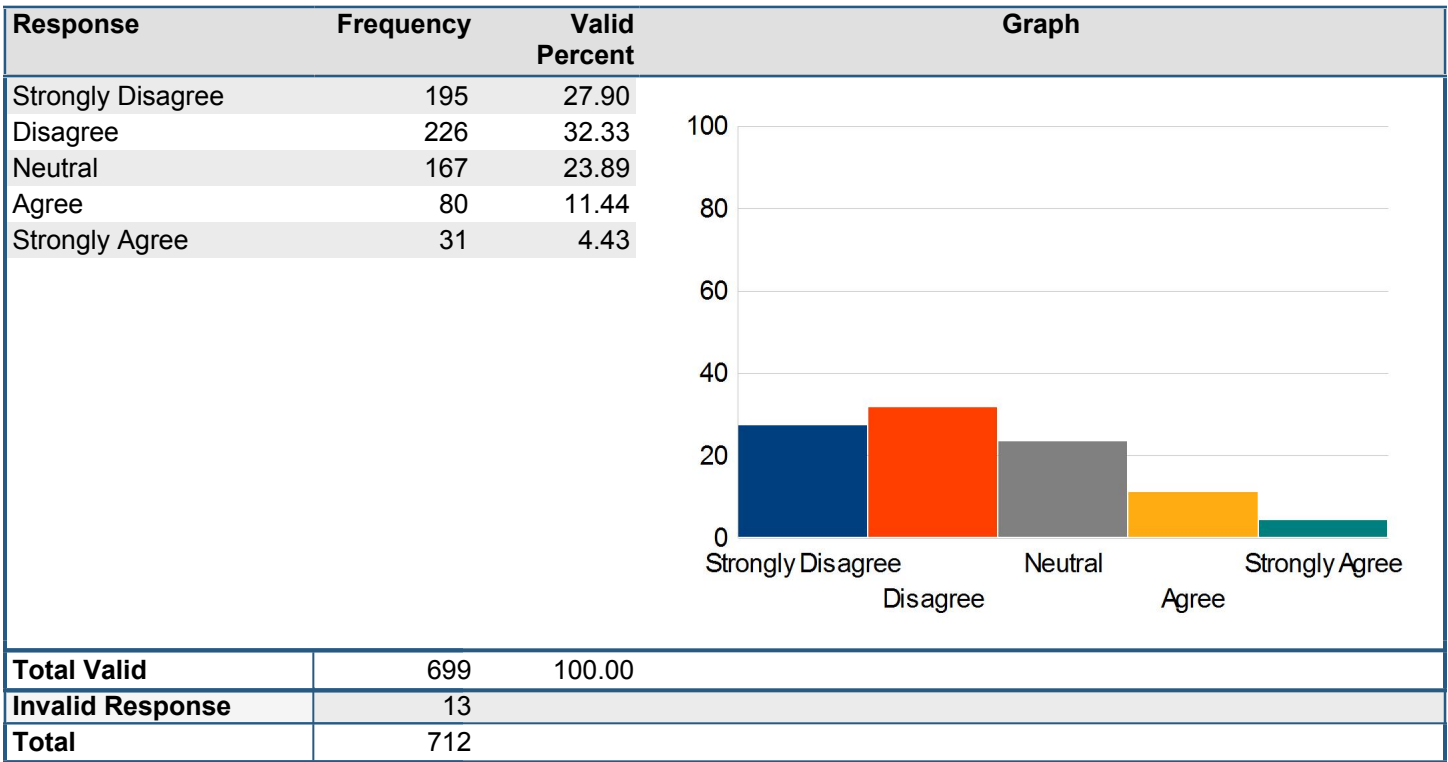 Response Frequency Valid Percent Graph
Strongly Disagree 195 27.90
Disagree 226 32.33
Neutral 167 23.89
Agree 80 11.44
Strongly Agree 31 4.43
100
80
60
40
20
0
Strongly Disagree Neutral Strongly Agree
Disagree Agree
Total Valid 699 100.00
Invalid Response 13
Total 712